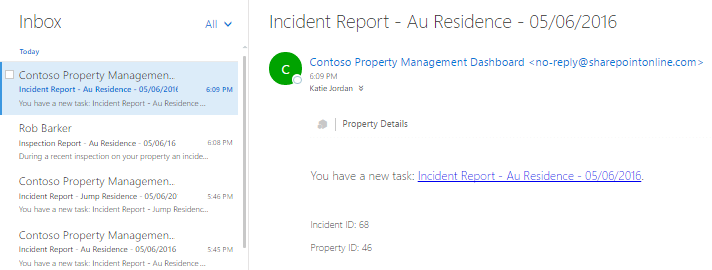 Inbox
All
Today
Contoso Property Managemen...
Incident Report - Au Residence - 05/06/2016 6:09 PM
You have a new task: Incident Report - Au Residence -...
Rob Barker
Inspection Report - Au Residence - 05/06/16 6:08 PM
During a recent inspection on your property an incide...
Contoso Property Managemen...
Incident Report - Jump Residence - 05/06/20 5:46 PM
You have a new task: Incident Report - Jump Residenc...
Contoso Property Managemen...
Incident Report - Au Residence - 05/06/2016 5:45 PM
You have a new task: Incident Report - Au Residence -...
Incident Report - Au Residence - 05/06/2016
C
Contoso Property Management Dashboard <no-reply@sharepointonline.com>
6:09 PM
Katie Jordan
Property Details
You have a new task: Incident Report - Au Residence - 05/06/2016.
Incident ID: 68
Property ID: 46